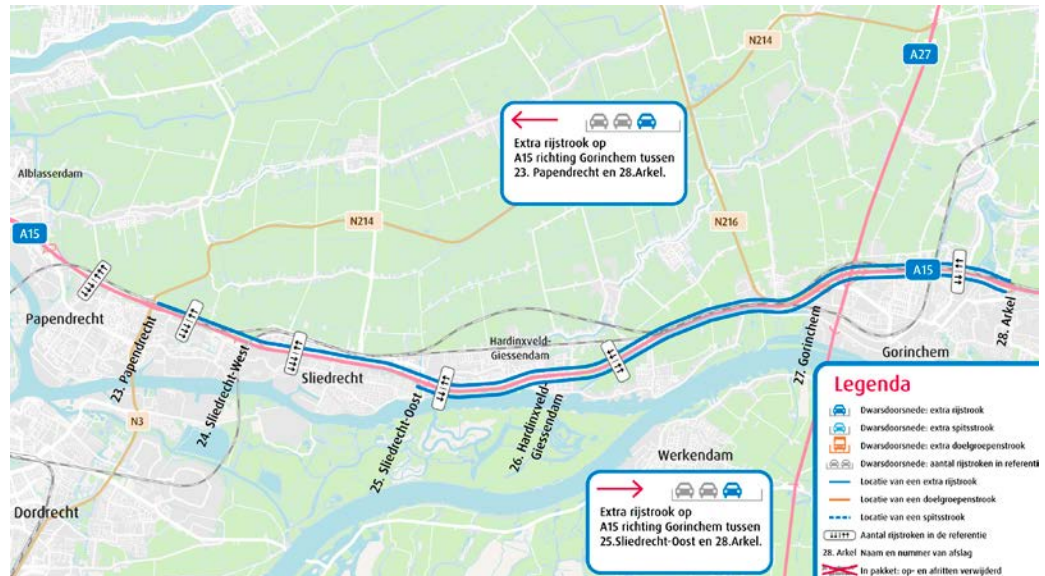 N214
A27
Extra rijstrook op
A15 richting Gorinchem tussen
23. Papendrecht en 28.Arkel.
Alblasserdam
A15
N214
N216
A15
Papendrecht
23. Papendrecht
24. Sliedrecht-West
Sliedrecht
Hardinxveld-
Giessendam
25. Sliedrecht-Oost
26. Hardinxveld-
Giessendam
27. Gorinchem
Gorinchem
28. Arkel
N3
Dordrecht
Werkendam
Extra rijstrook op
A15 richting Gorinchem tussen
25.Sliedrecht-Oost en 28.Arkel.
Legenda
Dwarsdoorsnede: extra rijstrook
Dwarsdoorsnede: extra spitsstrook
Dwarsdoorsnede: extra doelgroepenstrook
Dwarsdoorsnede: aantal rijstroken in referenti
Locatie van een extra rijstrook
Locatie van een doelgroepenstrook
Locatie van een spitsstrook
Aantal rijstroken in de referentie
28. Arkel Naam en nummer van afslag
In pakket: op- en afritten verwijderd